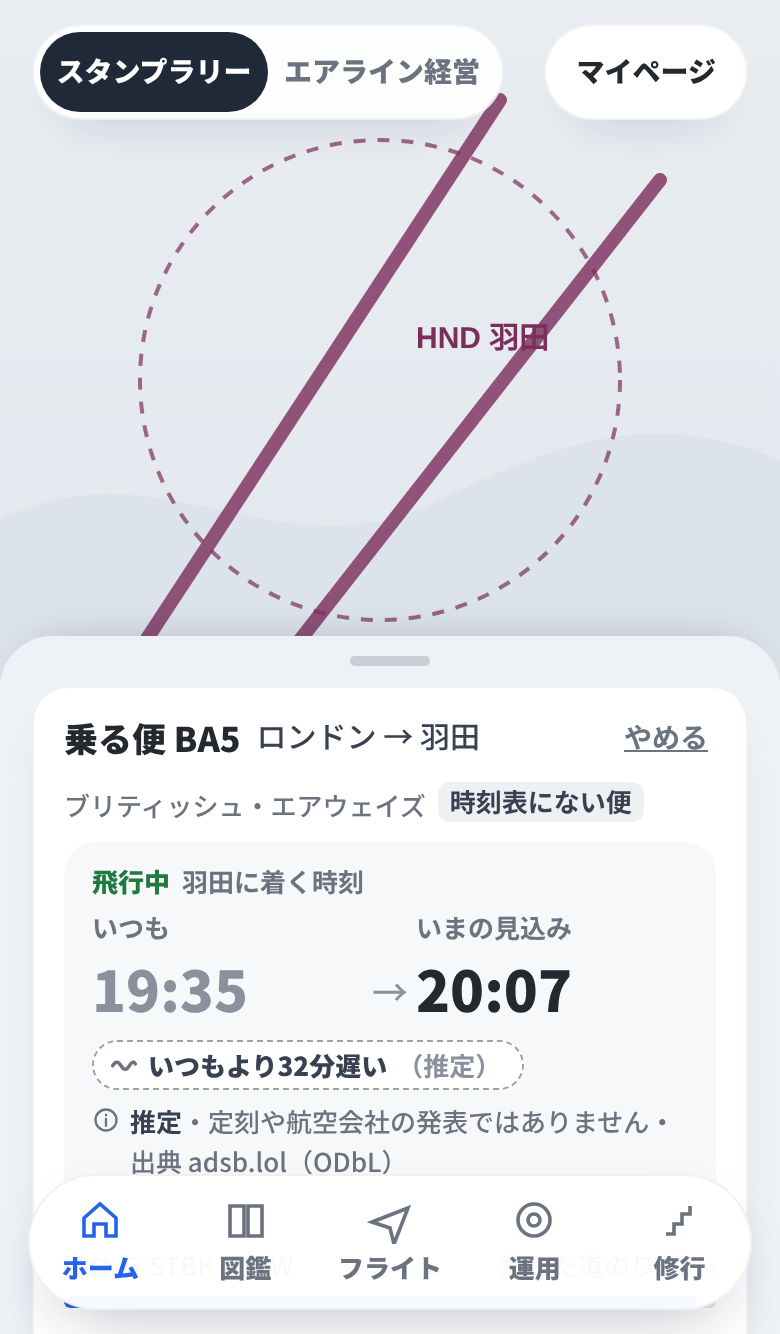 スタンプラリー エアライン経営 マイページ
HND 羽田
乗る便 BA5 ロンドン → 羽田 やめる
ブリティッシュ・エアウェイズ 時刻表にない便
飛行中 羽田に着く時刻
いつも いまの見込み
19:35 → 20:07
いつもより32分遅い （推定）
推定・定刻や航空会社の発表ではありません・
出典 adsb.lol（ODbL）
ホーム 図鑑 フライト 運用 修行